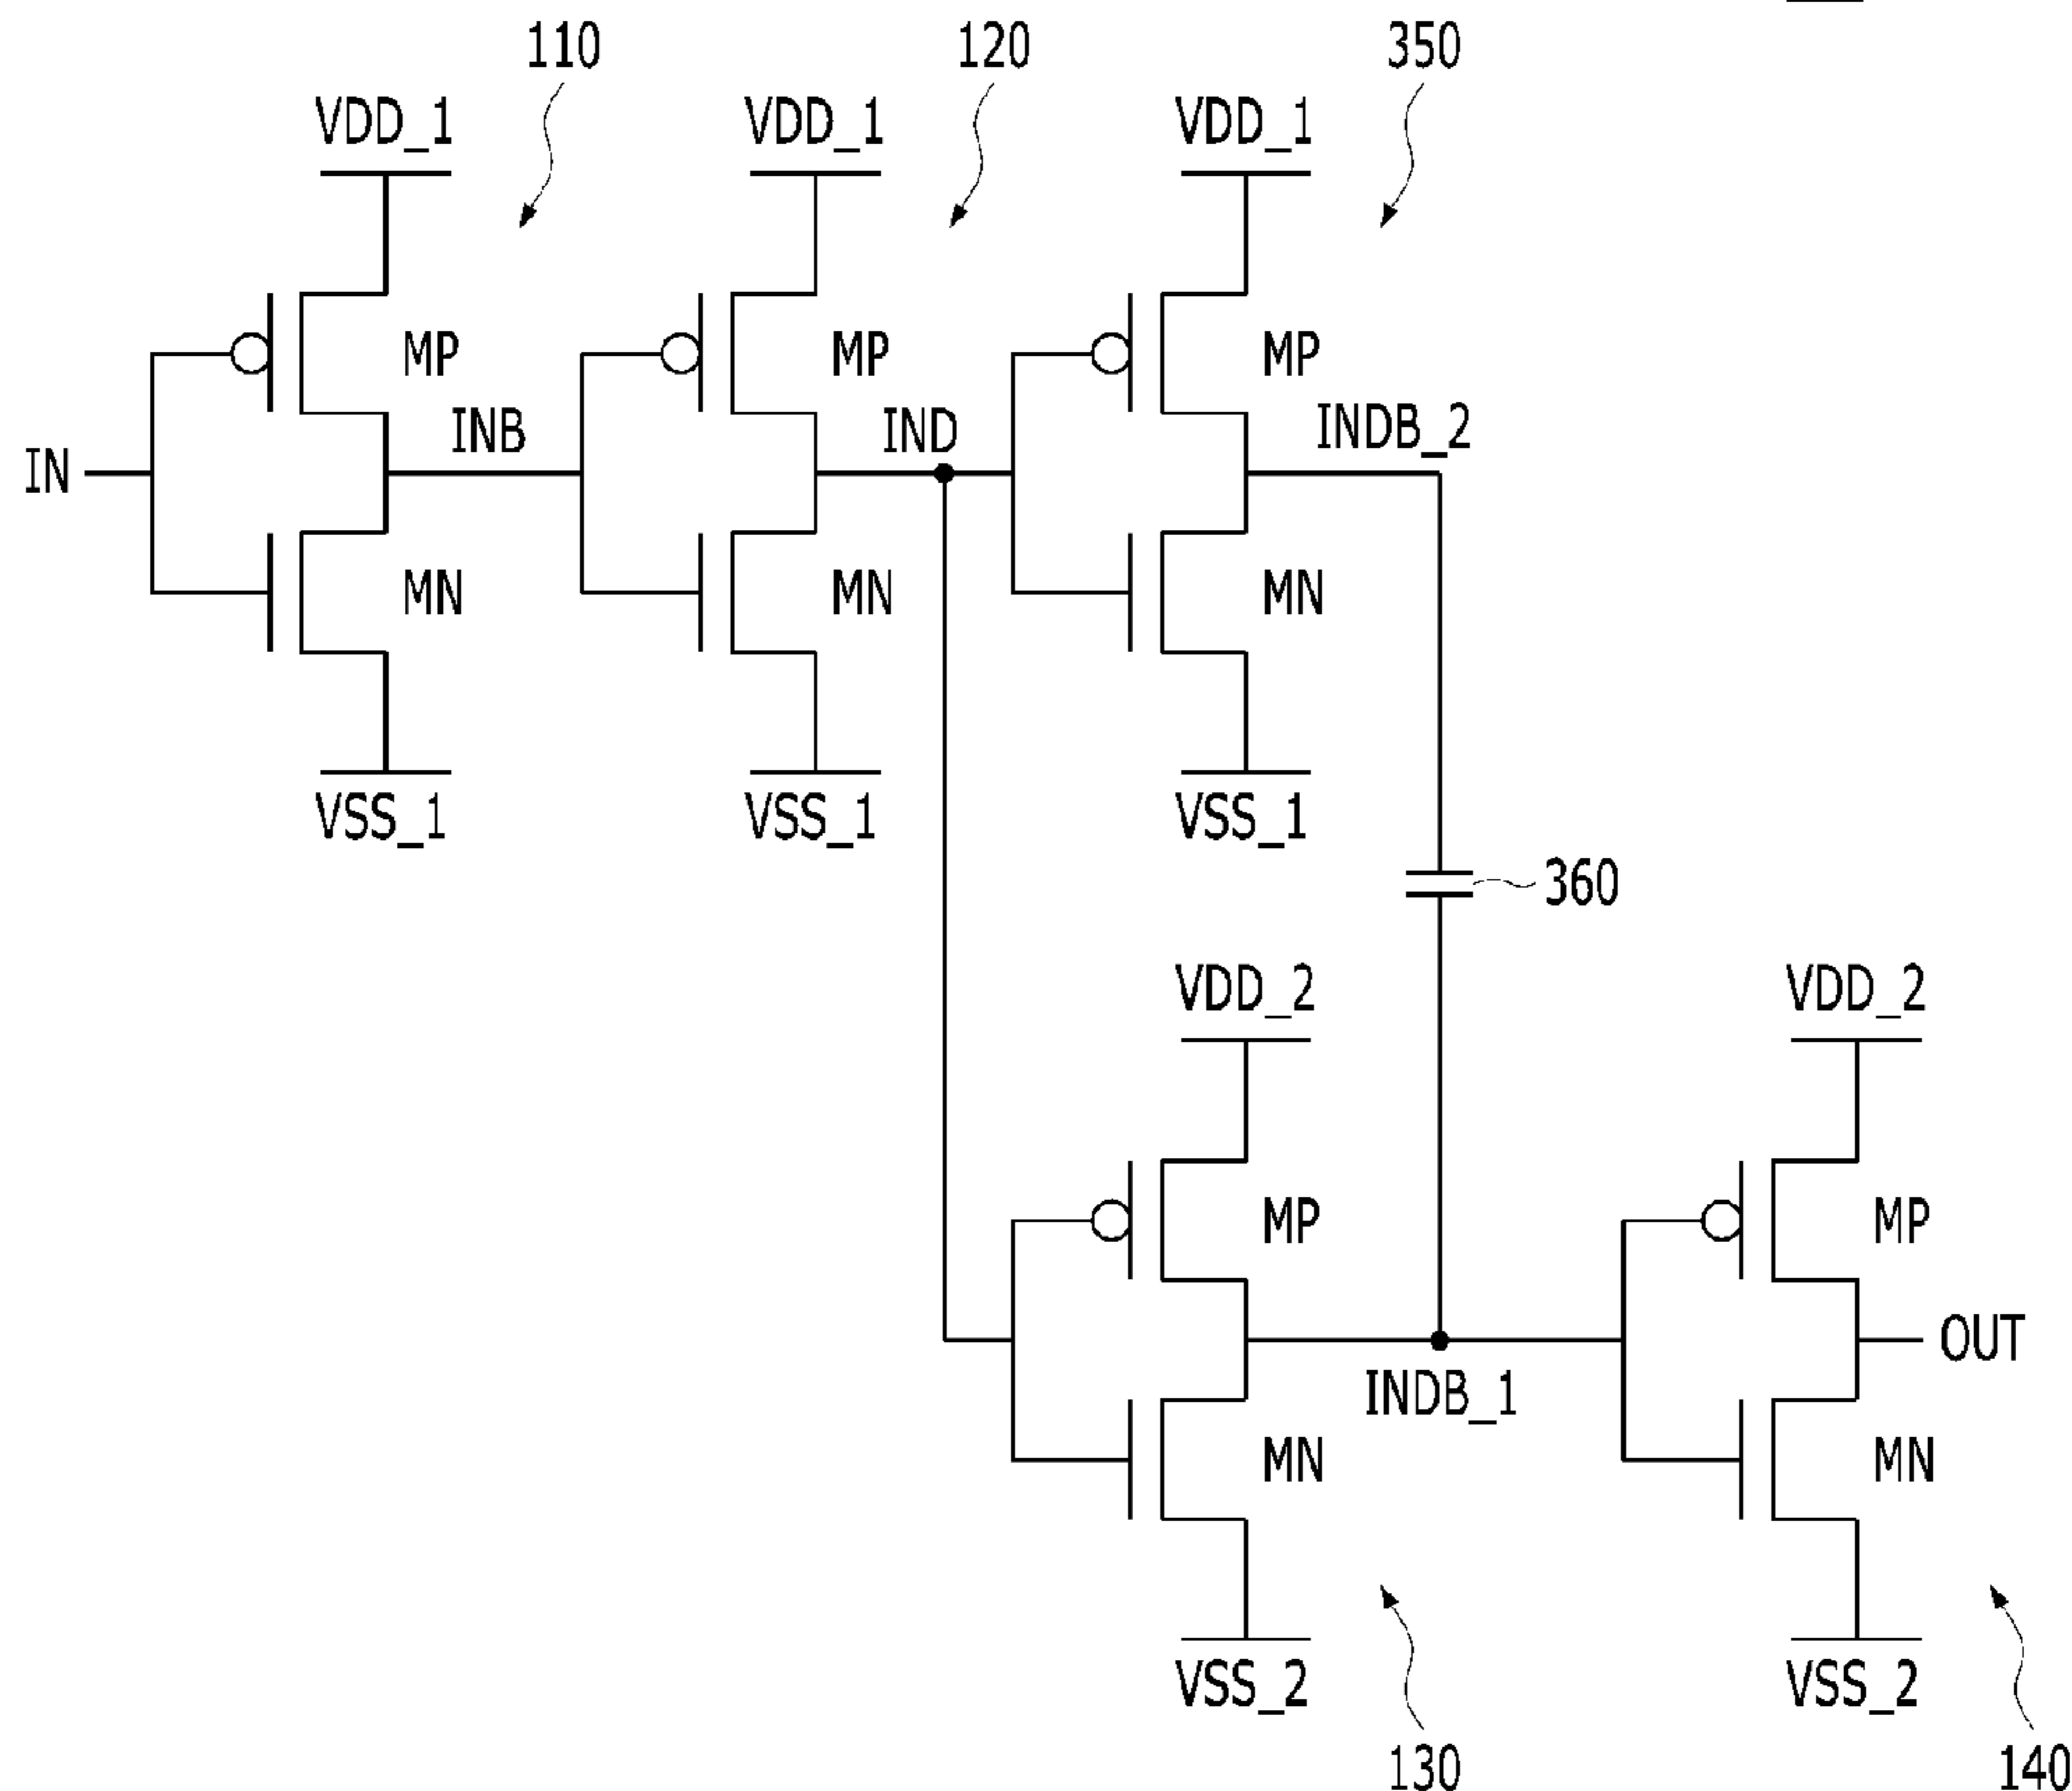 110
120
350
VDD_1
VDD_1
VDD_1
MP
MP
MP
INB
IND
INDB_2
IN
MN
MN
MN
VSS_1
VSS_1
VSS_1
360
VDD_2
VDD_2
MP
MP
OUT
INDB_1
MN
MN
VSS_2
VSS_2
130
140